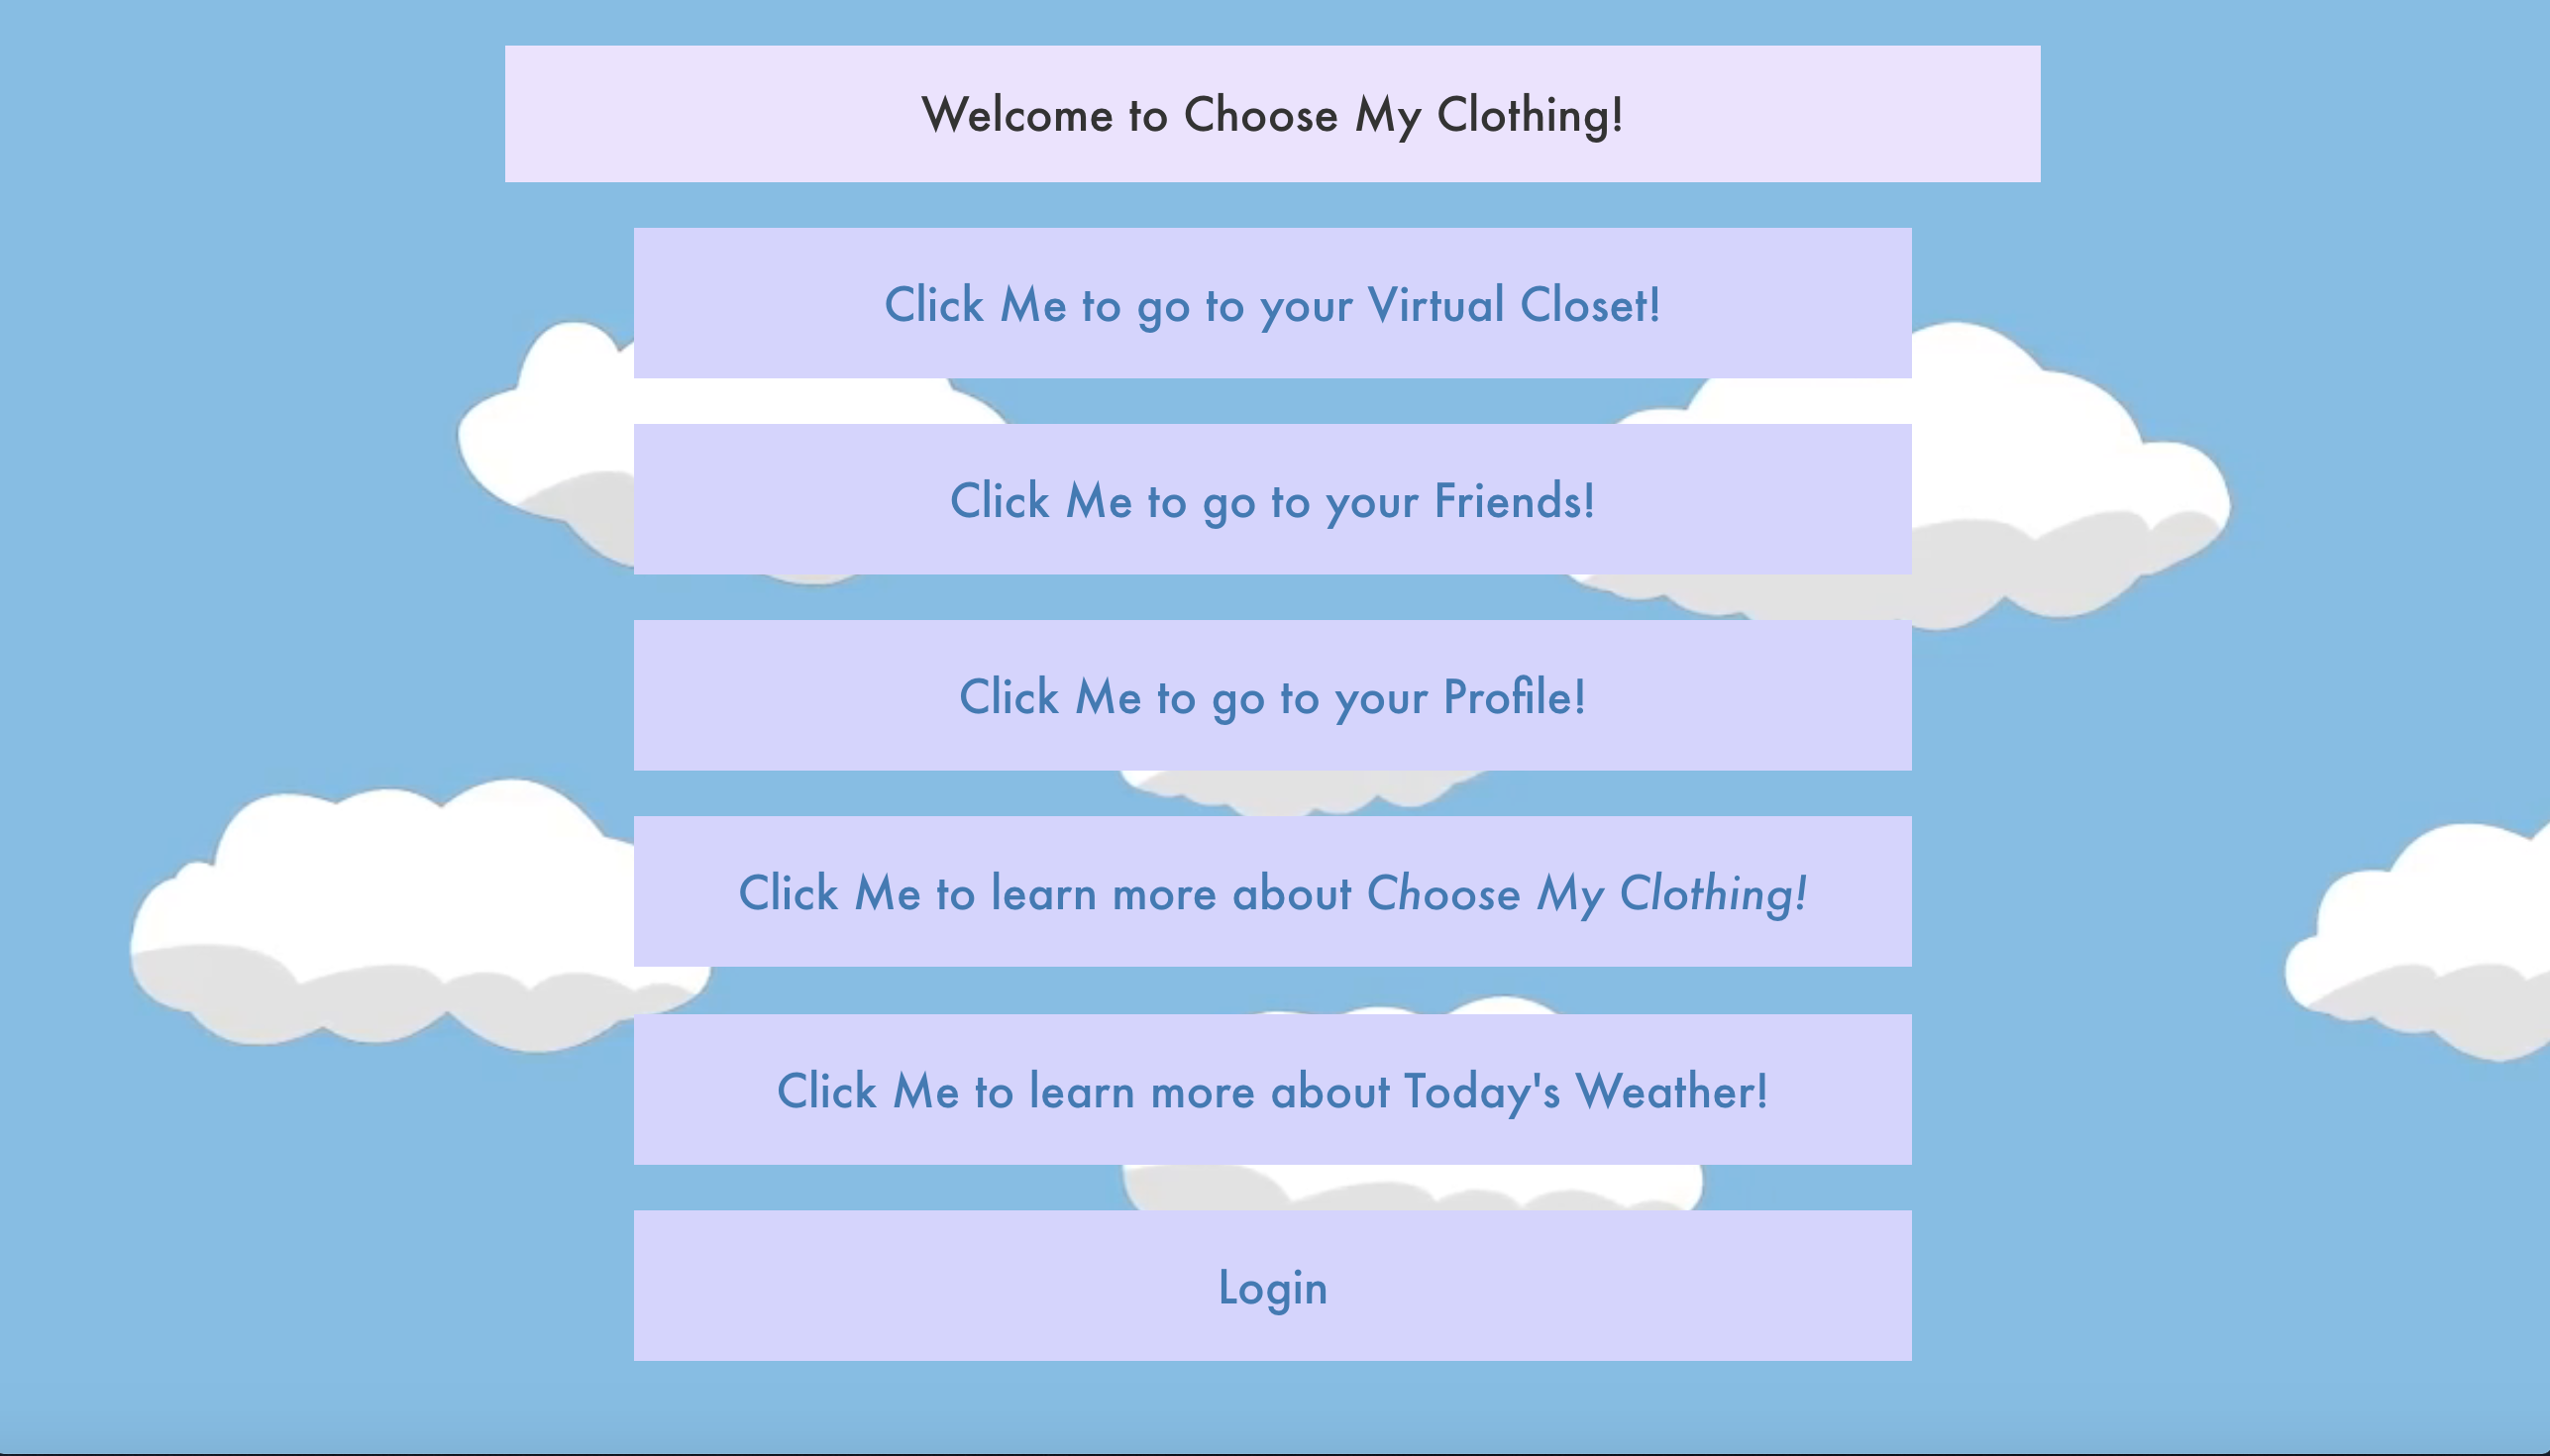 Welcome to Choose My Clothing!
Click Me to go to your Virtual Closet!
Click Me to go to your Friends!
Click Me to go to your Profile!
Click Me to learn more about Choose My Clothing!
Click Me to learn more about Today's Weather!
Login